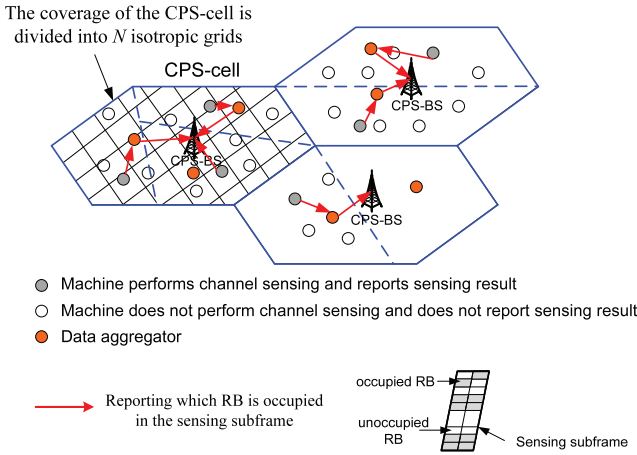 The coverage of the CPS-cell is
divided into N isotropic grids
CPS-cell
CPS-BS
CPS-BS
CPS-BS
Machine performs channel sensing and reports sensing result
Machine does not perform channel sensing and does not report sensing result
Data aggregator
Reporting which RB is occupied
in the sensing subframe
occupied RB
unoccupied
RB
Sensing subframe